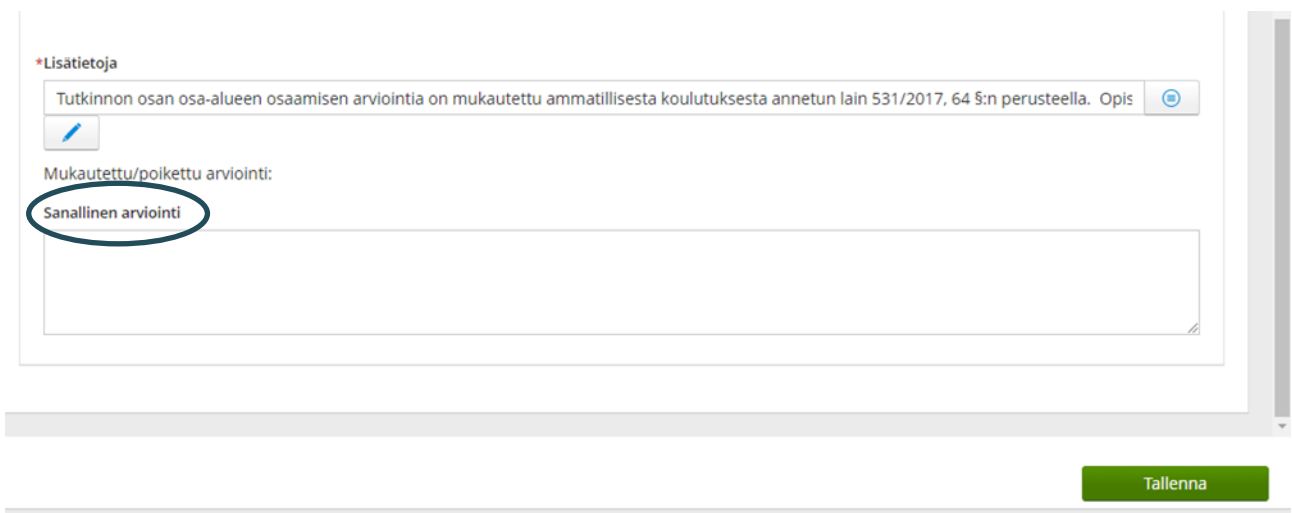 *Lisätietoja
Tutkinnon osan osa-alueen osaamisen arviointia on mukautettu ammatillisesta koulutuksesta annetun lain 531/2017, 64 §:n perusteella. Opis
Mukautettu/poikettu arviointi:
Sanallinen arviointi
Tallenna